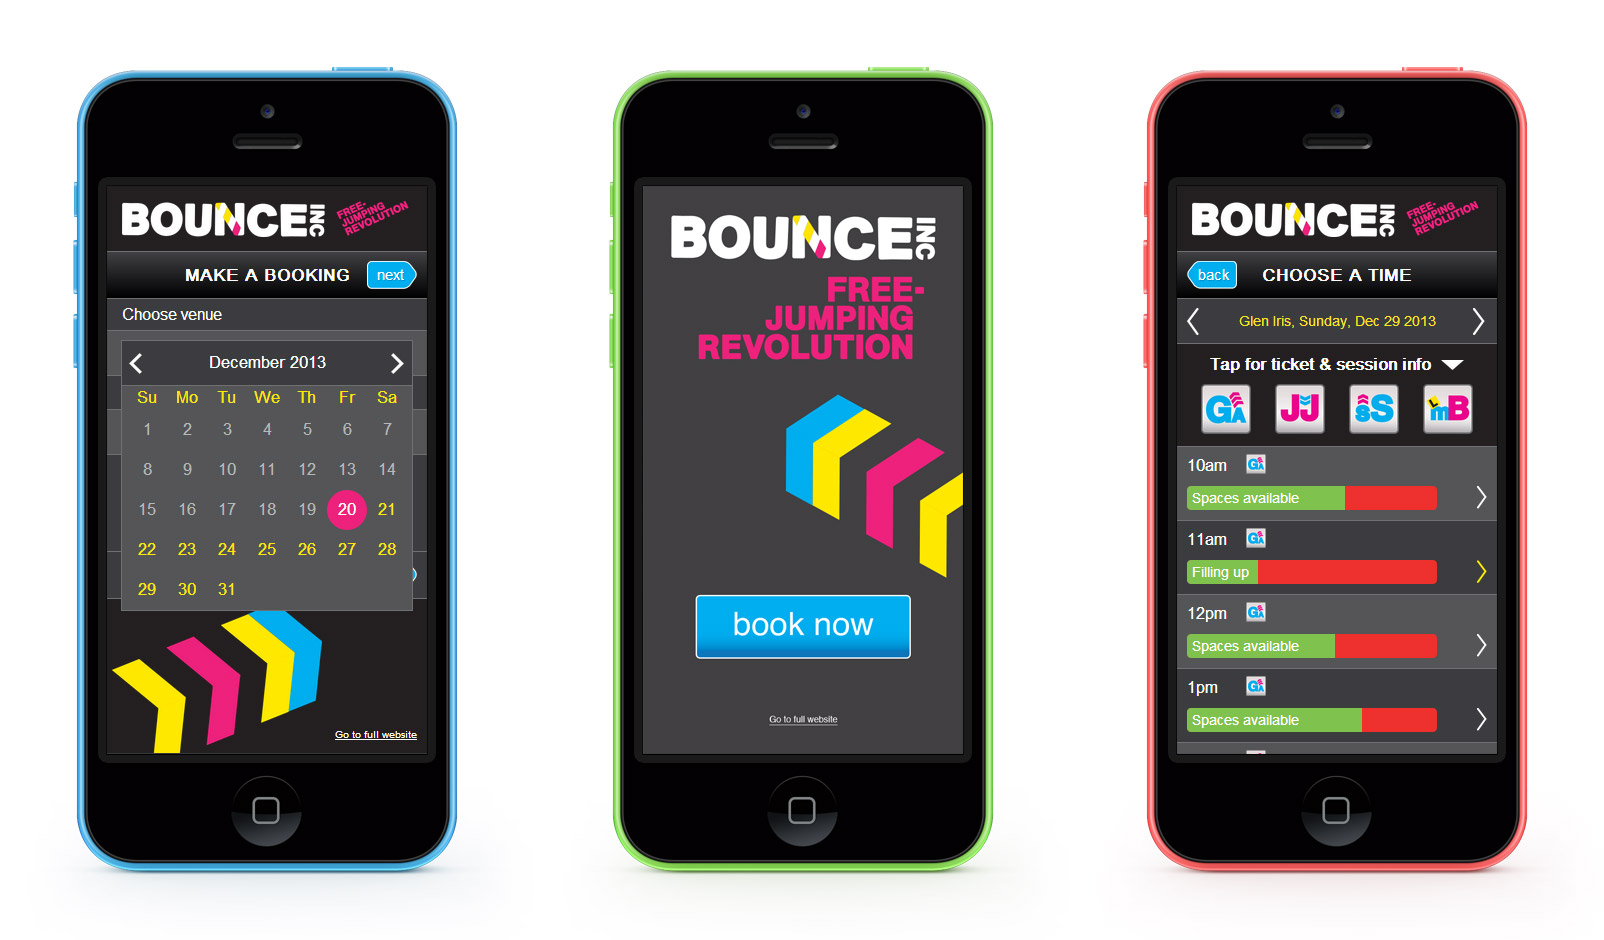 BOUNCE INC
FREE-
JUMPING
REVOLUTION
MAKE A BOOKING
next
Choose venue
December 2013
Su Mo Tu We Th Fr Sa
1 2 3 4 5 6 7
8 9 10 11 12 13 14
15 16 17 18 19 20 21
22 23 24 25 26 27 28
29 30 31
Go to full website
BOUNCE INC
FREE-
JUMPING
REVOLUTION
book now
Go to full website
BOUNCE INC
FREE-
JUMPING
REVOLUTION
back
CHOOSE A TIME
Glen Iris, Sunday, Dec 29 2013
Tap for ticket & session info
GA JJ SS LmB
10am GA
Spaces available
11am GA
Filling up
12pm GA
Spaces available
1pm GA
Spaces available